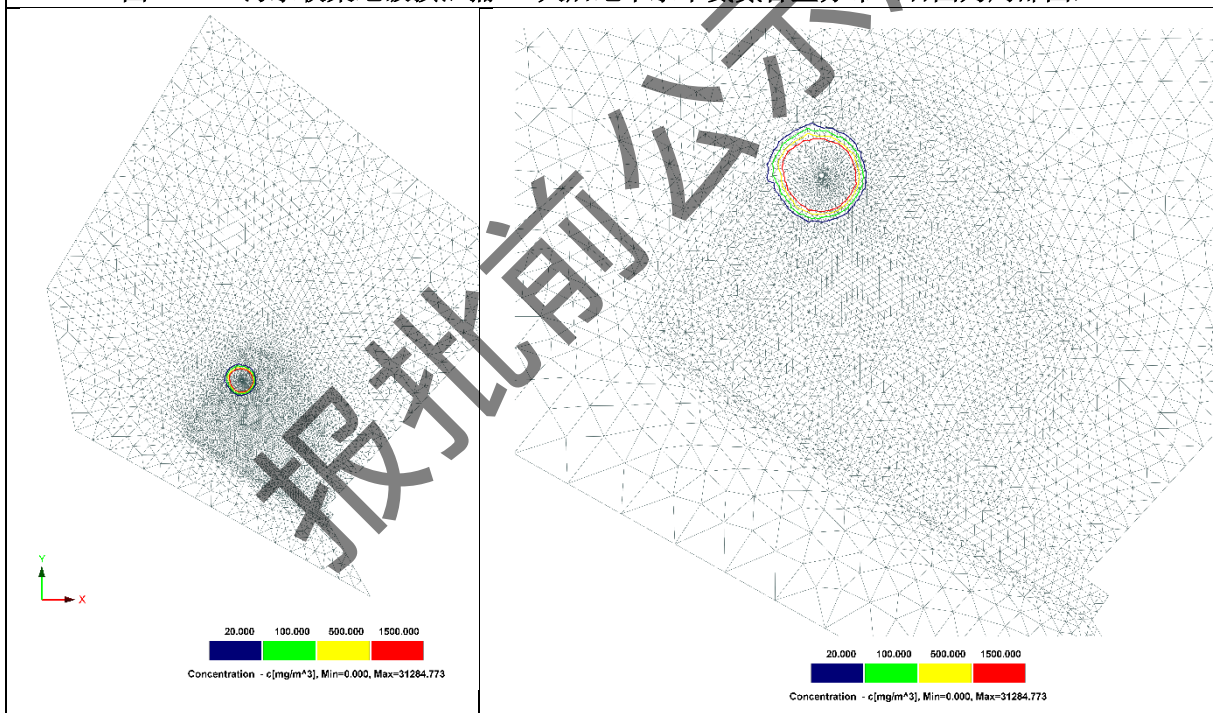 报批前公示
Y
X
20.000 100.000 500.000 1500.000
Concentration - c[mg/m^3], Min=0.000, Max=31284.773
20.000 100.000 500.000 1500.000
Concentration - c[mg/m^3], Min=0.000, Max=31284.773